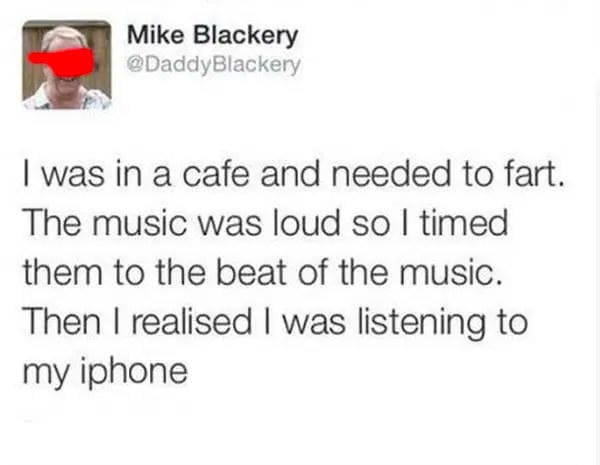 Mike Blackery
@DaddyBlackery
I was in a cafe and needed to fart.
The music was loud so I timed
them to the beat of the music.
Then I realised I was listening to
my iphone